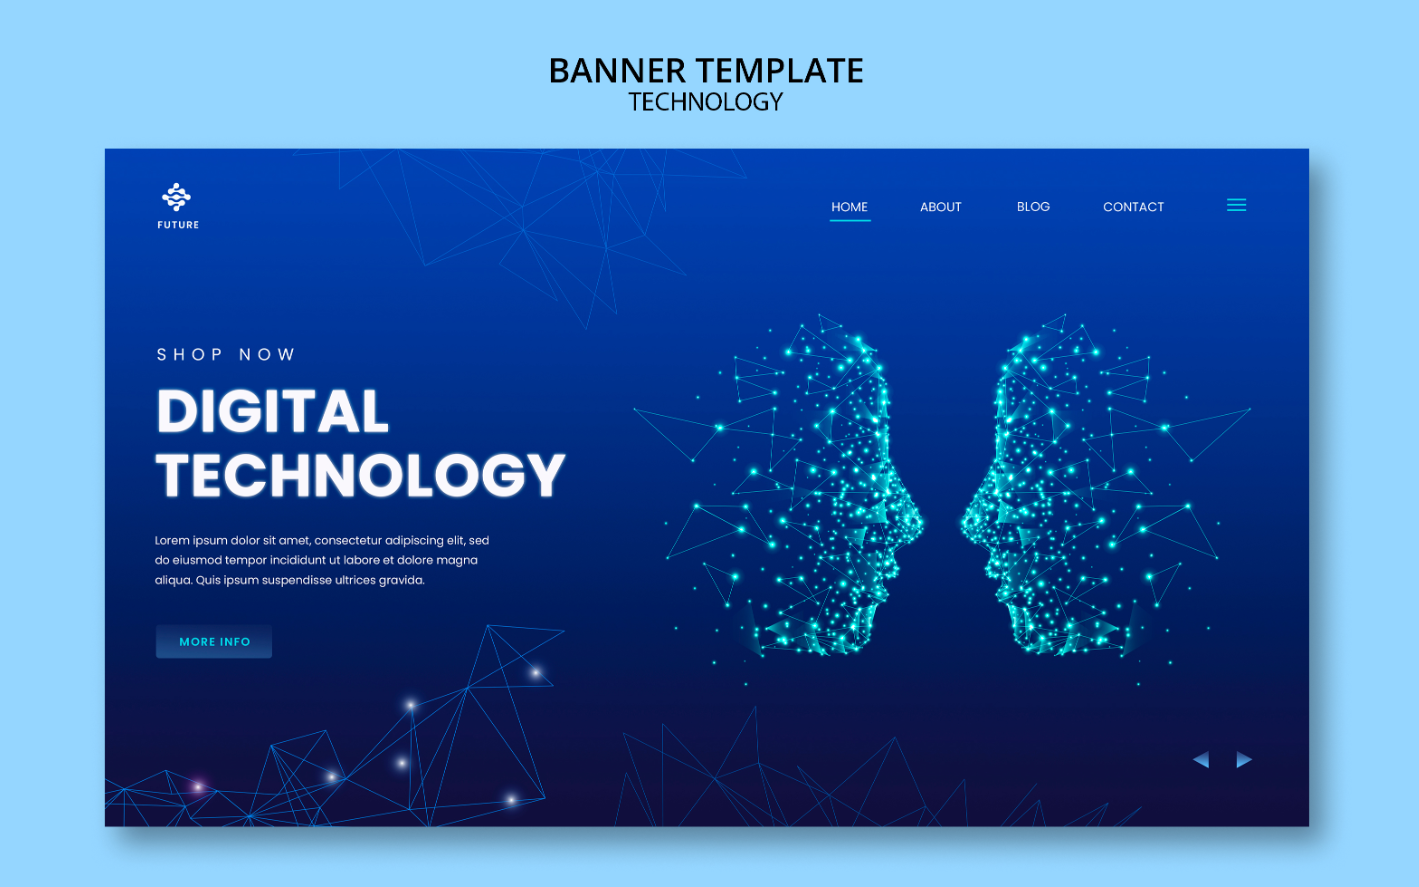 BANNER TEMPLATE
TECHNOLOGY
FUTURE
HOME ABOUT BLOG CONTACT
SHOP NOW
DIGITAL
TECHNOLOGY
Lorem ipsum dolor sit amet, consectetur adipiscing elit, sed
do eiusmod tempor incididunt ut labore et dolore magna
aliqua. Quis ipsum suspendisse ultrices gravida.
MORE INFO